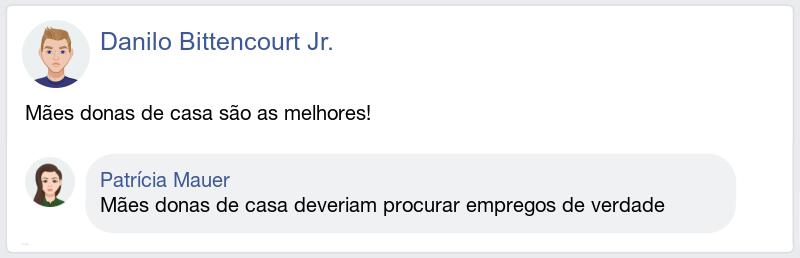 Danilo Bittencourt Jr.
Mães donas de casa são as melhores!
Patrícia Mauer
Mães donas de casa deveriam procurar empregos de verdade